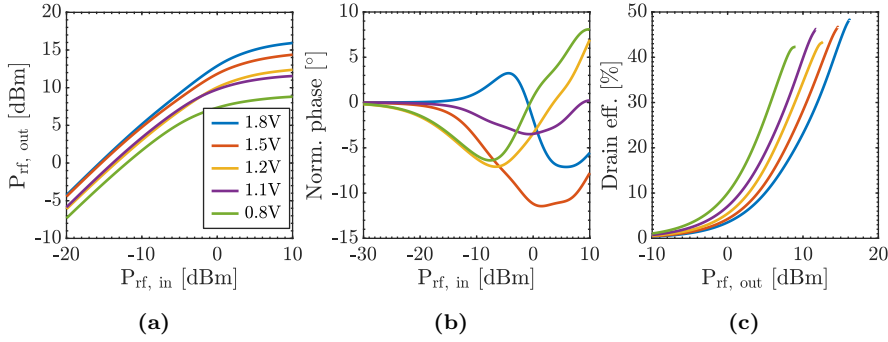 20
15
10
5
0
-5
-10
P_rf, out [dBm]
1.8V
1.5V
1.2V
1.1V
0.8V
-20
-10
0
10
P_rf, in [dBm]
(a)
15
10
5
0
-5
-10
-15
Norm. phase [°]
-30
-20
-10
0
10
P_rf, in [dBm]
(b)
50
40
30
20
10
0
Drain eff. [%]
-10
0
10
20
P_rf, out [dBm]
(c)